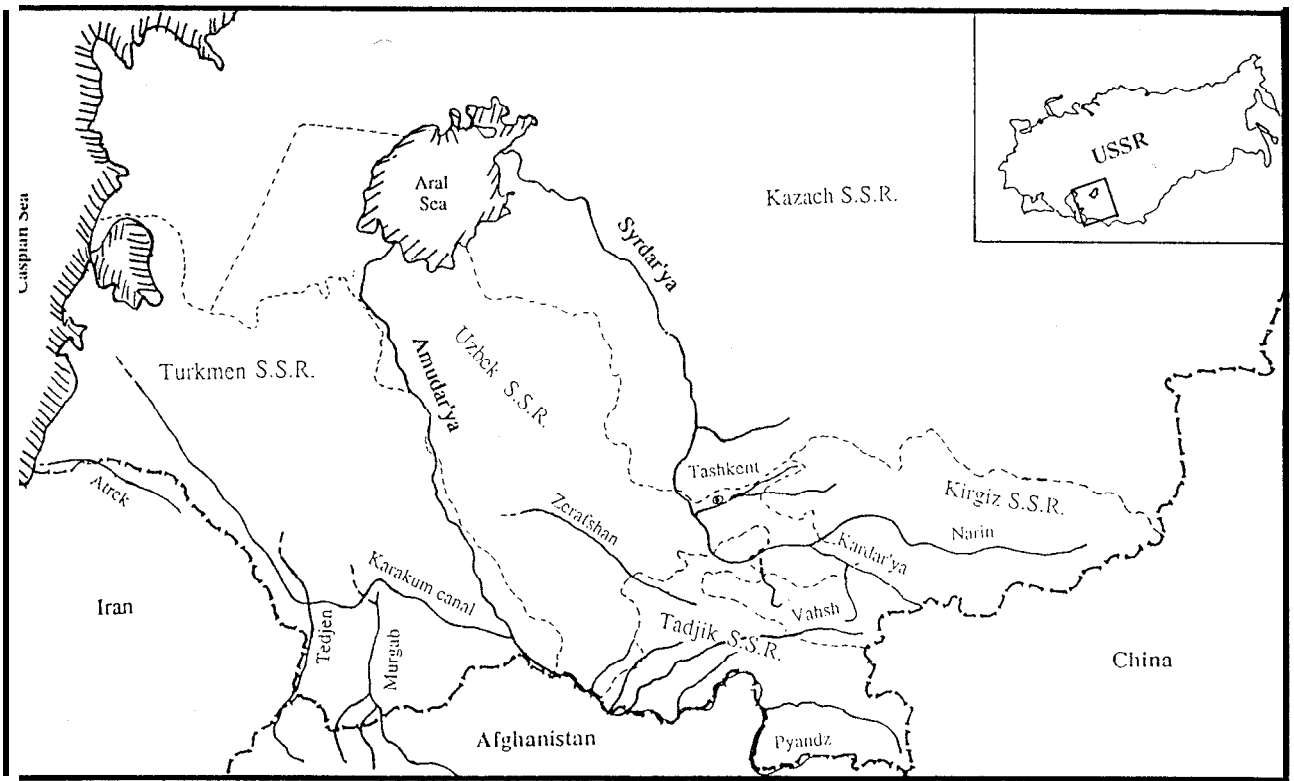 USSR
Aral
Sea
Kazach S.S.R.
Caspian Sea
Syrdar'ya
Uzbek S.S.R.
Turkmen S.S.R.
Amudar'ya
Tashkent
Kirgiz S.S.R.
Atrek
Zerafshan
Narin
Kardar'ya
Karakum canal
Iran
Vahsh
Tedjen
Murgab
Tadjik S.S.R.
China
Afghanistan
Pyandz